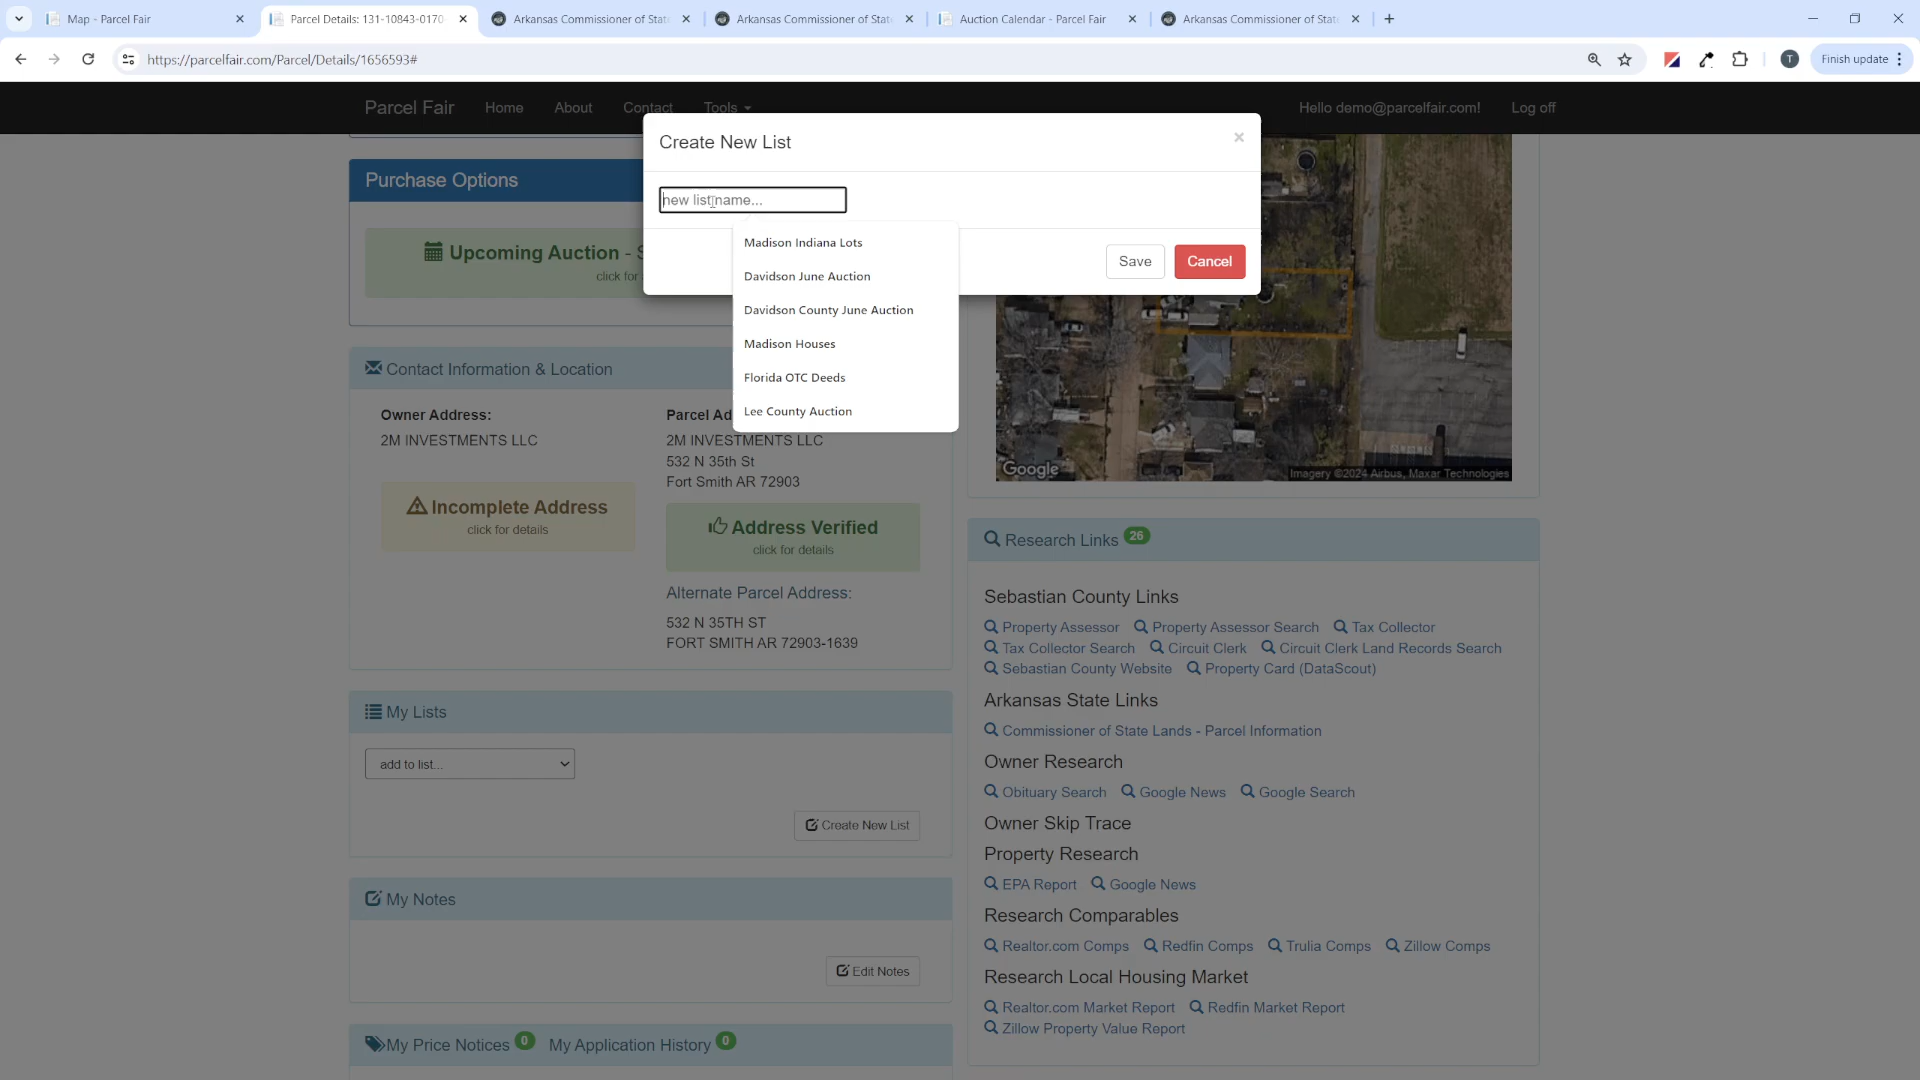 Map - Parcel Fair
Parcel Details: 131-10843-0170
Arkansas Commissioner of Stat
Arkansas Commissioner of Stat
Auction Calendar - Parcel Fair
Arkansas Commissioner of Stat
https://parcelfair.com/Parcel/Details/1656593#
T
Finish update
Parcel Fair
Home
About
Contact
Tools
Hello demo@parcelfair.com!
Log off
Create New List
×
new list name...
Madison Indiana Lots
Davidson June Auction
Davidson County June Auction
Madison Houses
Florida OTC Deeds
Lee County Auction
Save
Cancel
Purchase Options
Upcoming Auction - S
click for
Contact Information & Location
Owner Address:
2M INVESTMENTS LLC
Incomplete Address
click for details
Parcel Ad
2M INVESTMENTS LLC
532 N 35th St
Fort Smith AR 72903
Address Verified
click for details
Alternate Parcel Address:
532 N 35TH ST
FORT SMITH AR 72903-1639
My Lists
add to list...
Create New List
My Notes
Edit Notes
My Price Notices 0 My Application History 0
Google
Imagery ©2024 Airbus, Maxar Technologies
Research Links 26
Sebastian County Links
Property Assessor Property Assessor Search Tax Collector
Tax Collector Search Circuit Clerk Circuit Clerk Land Records Search
Sebastian County Website Property Card (DataScout)
Arkansas State Links
Commissioner of State Lands - Parcel Information
Owner Research
Obituary Search Google News Google Search
Owner Skip Trace
Property Research
EPA Report Google News
Research Comparables
Realtor.com Comps Redfin Comps Trulia Comps Zillow Comps
Research Local Housing Market
Realtor.com Market Report Redfin Market Report
Zillow Property Value Report